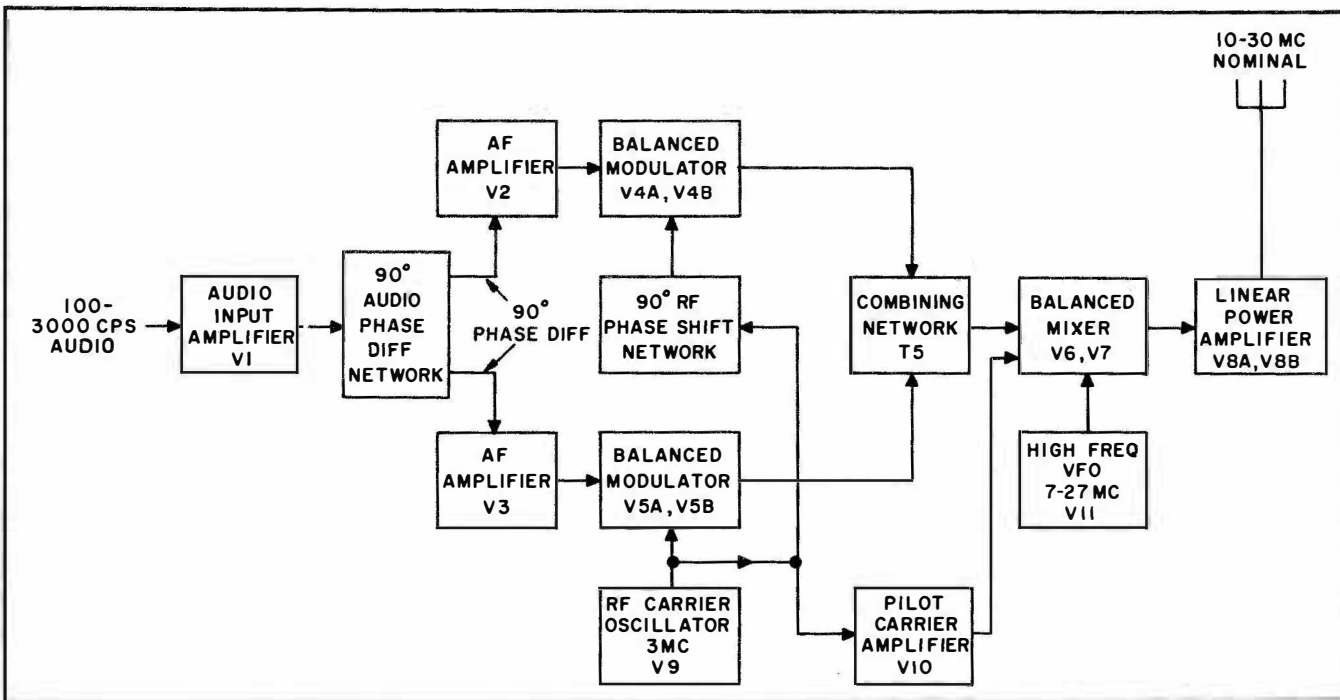 10-30 MC
NOMINAL
AF
AMPLIFIER
V2
BALANCED
MODULATOR
V4A, V4B
100-
3000 CPS
AUDIO
AUDIO
INPUT
AMPLIFIER
V1
90°
AUDIO
PHASE
DIFF
NETWORK
90°
PHASE DIFF
90° RF
PHASE SHIFT
NETWORK
COMBINING
NETWORK
T5
BALANCED
MIXER
V6, V7
LINEAR
POWER
AMPLIFIER
V8A, V8B
AF
AMPLIFIER
V3
BALANCED
MODULATOR
V5A, V5B
HIGH FREQ
VFO
7-27 MC
V11
RF CARRIER
OSCILLATOR
3MC
V9
PILOT
CARRIER
AMPLIFIER
V10